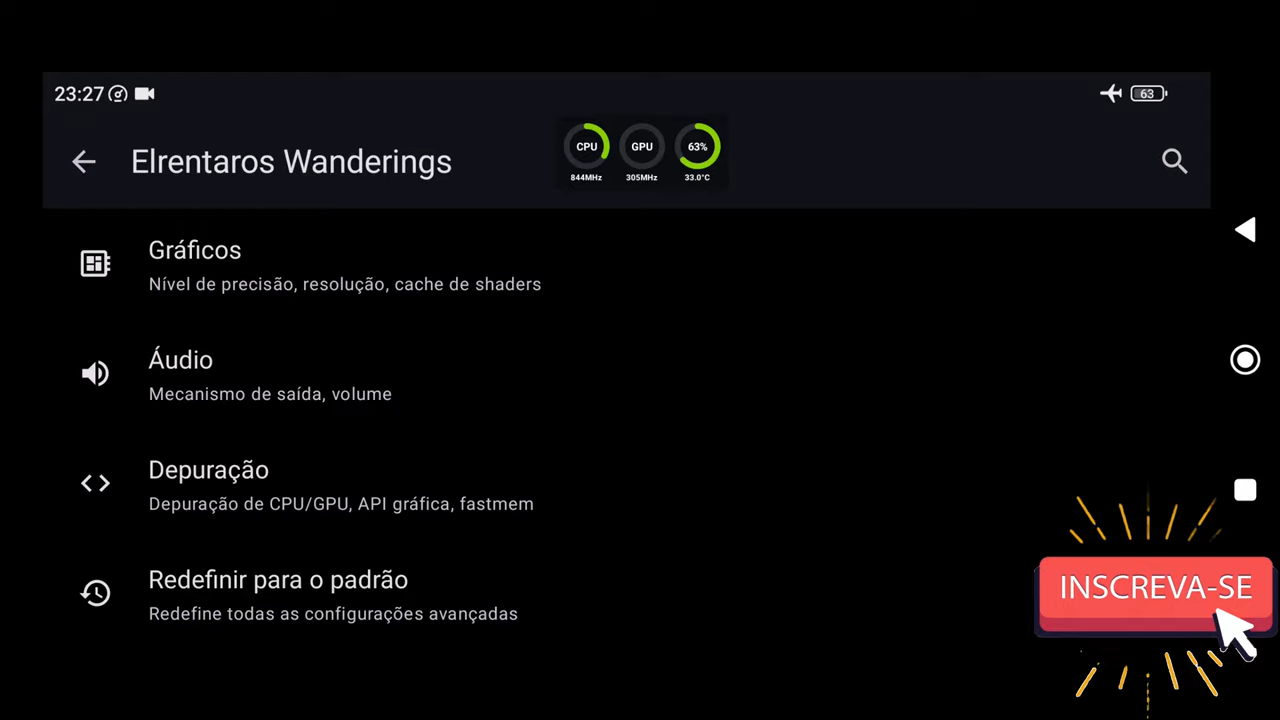 23:27
63
Elrentaros Wanderings
CPU GPU 63%
844MHz 305MHz 33.0°C
Gráficos
Nível de precisão, resolução, cache de shaders
Áudio
Mecanismo de saída, volume
Depuração
Depuração de CPU/GPU, API gráfica, fastmem
Redefinir para o padrão
Redefine todas as configurações avançadas
INSCREVA-SE